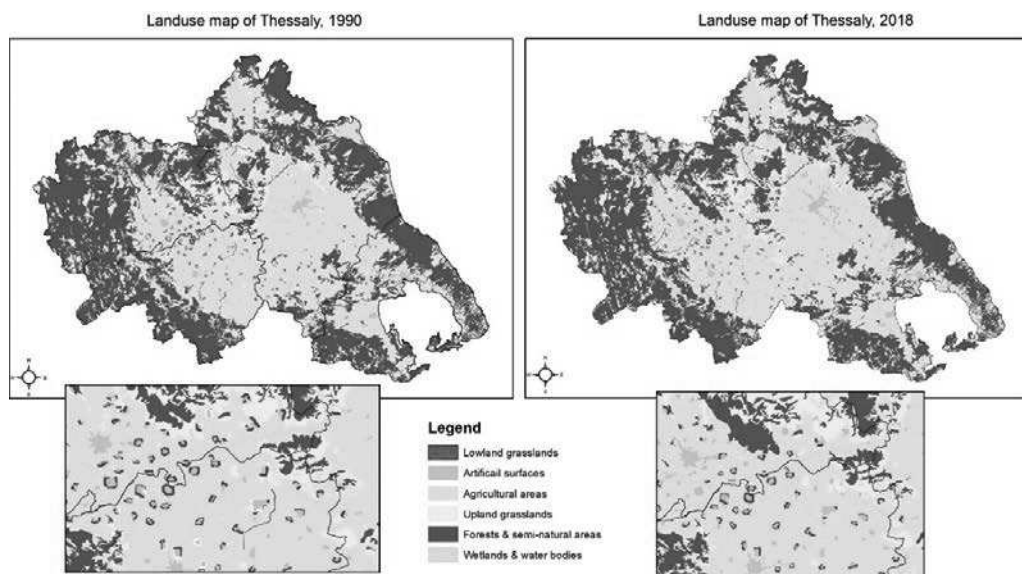 Landuse map of Thessaly, 1990
Landuse map of Thessaly, 2018
Legend
Lowland grasslands
Artificail surfaces
Agricultural areas
Upland grasslands
Forests & semi-natural areas
Wetlands & water bodies